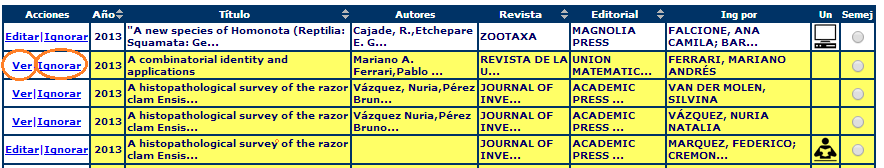 Acciones Año Título Autores Revista Editorial Ing por Un Semej
Editar|Ignorar 2013 "A new species of Homonota (Reptilia: Squamata: Ge... Cajade, R.,Etchepare E. G... ZOOTAXA MAGNOLIA PRESS FALCIONE, ANA CAMILA; BAR...
Ver|Ignorar 2013 A combinatorial identity and applications Mariano A. Ferrari,Pablo ... REVISTA DE LA U... UNION MATEMATIC... FERRARI, MARIANO ANDRÉS
Ver|Ignorar 2013 A histopathological survey of the razor clam Ensis... Vázquez, Nuria,Pérez Brun... JOURNAL OF INVE... ACADEMIC PRESS ... VAN DER MOLEN, SILVINA
Ver|Ignorar 2013 A histopathological survey of the razor clam Ensis... Vázquez Nuria,Pérez Bruno... JOURNAL OF INVE... ACADEMIC PRESS ... VÁZQUEZ, NURIA NATALIA
Editar|Ignorar 2013 A histopathological survey of the razor clam Ensis... JOURNAL OF INVE... ACADEMIC PRESS ... MARQUEZ, FEDERICO; CREMON...